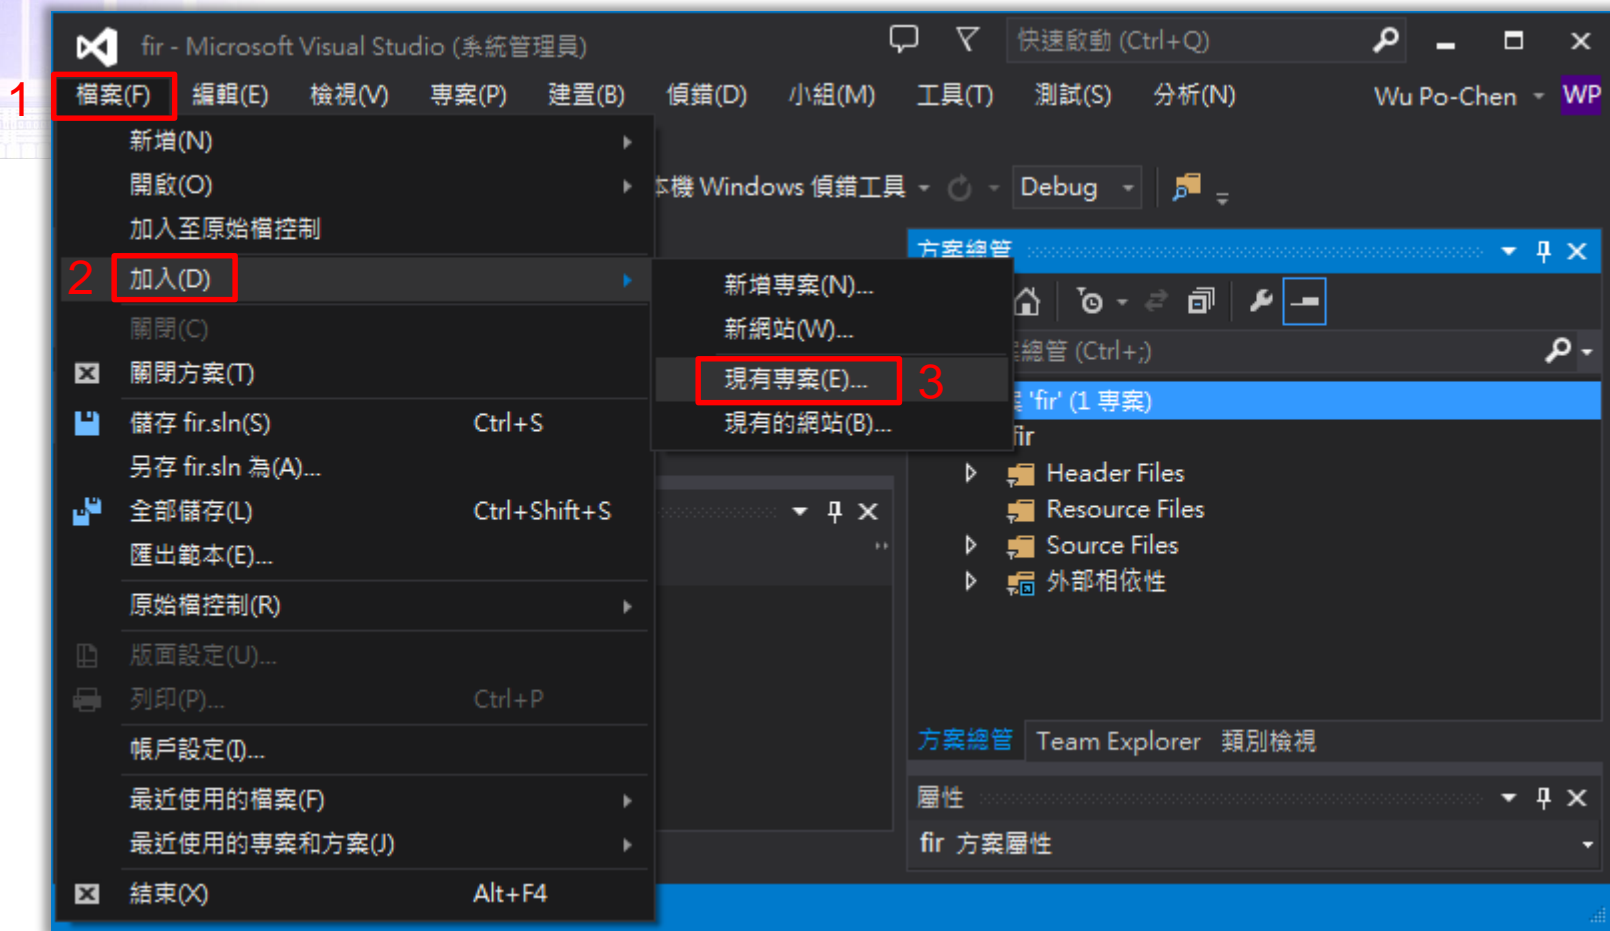 fir - Microsoft Visual Studio (系統管理員)
快速啟動 (Ctrl+Q)
1
檔案(F) 編輯(E) 檢視(V) 專案(P) 建置(B) 偵錯(D) 小組(M) 工具(T) 測試(S) 分析(N)
Wu Po-Chen WP
新增(N)
開啟(O)
加入至原始檔控制
2 加入(D)
關閉(C)
關閉方案(T)
儲存 fir.sln(S) Ctrl+S
另存 fir.sln 為(A)...
全部儲存(L) Ctrl+Shift+S
匯出範本(E)...
原始檔控制(R)
版面設定(U)...
列印(P)... Ctrl+P
帳戶設定(I)...
最近使用的檔案(F)
最近使用的專案和方案(J)
結束(X) Alt+F4
本機 Windows 偵錯工具 Debug
新增專案(N)...
新網站(W)...
現有專案(E)... 3
現有的網站(B)...
方案總管
總管 (Ctrl+;)
'fir' (1 專案)
fir
Header Files
Resource Files
Source Files
外部相依性
方案總管 Team Explorer 類別檢視
屬性
fir 方案屬性